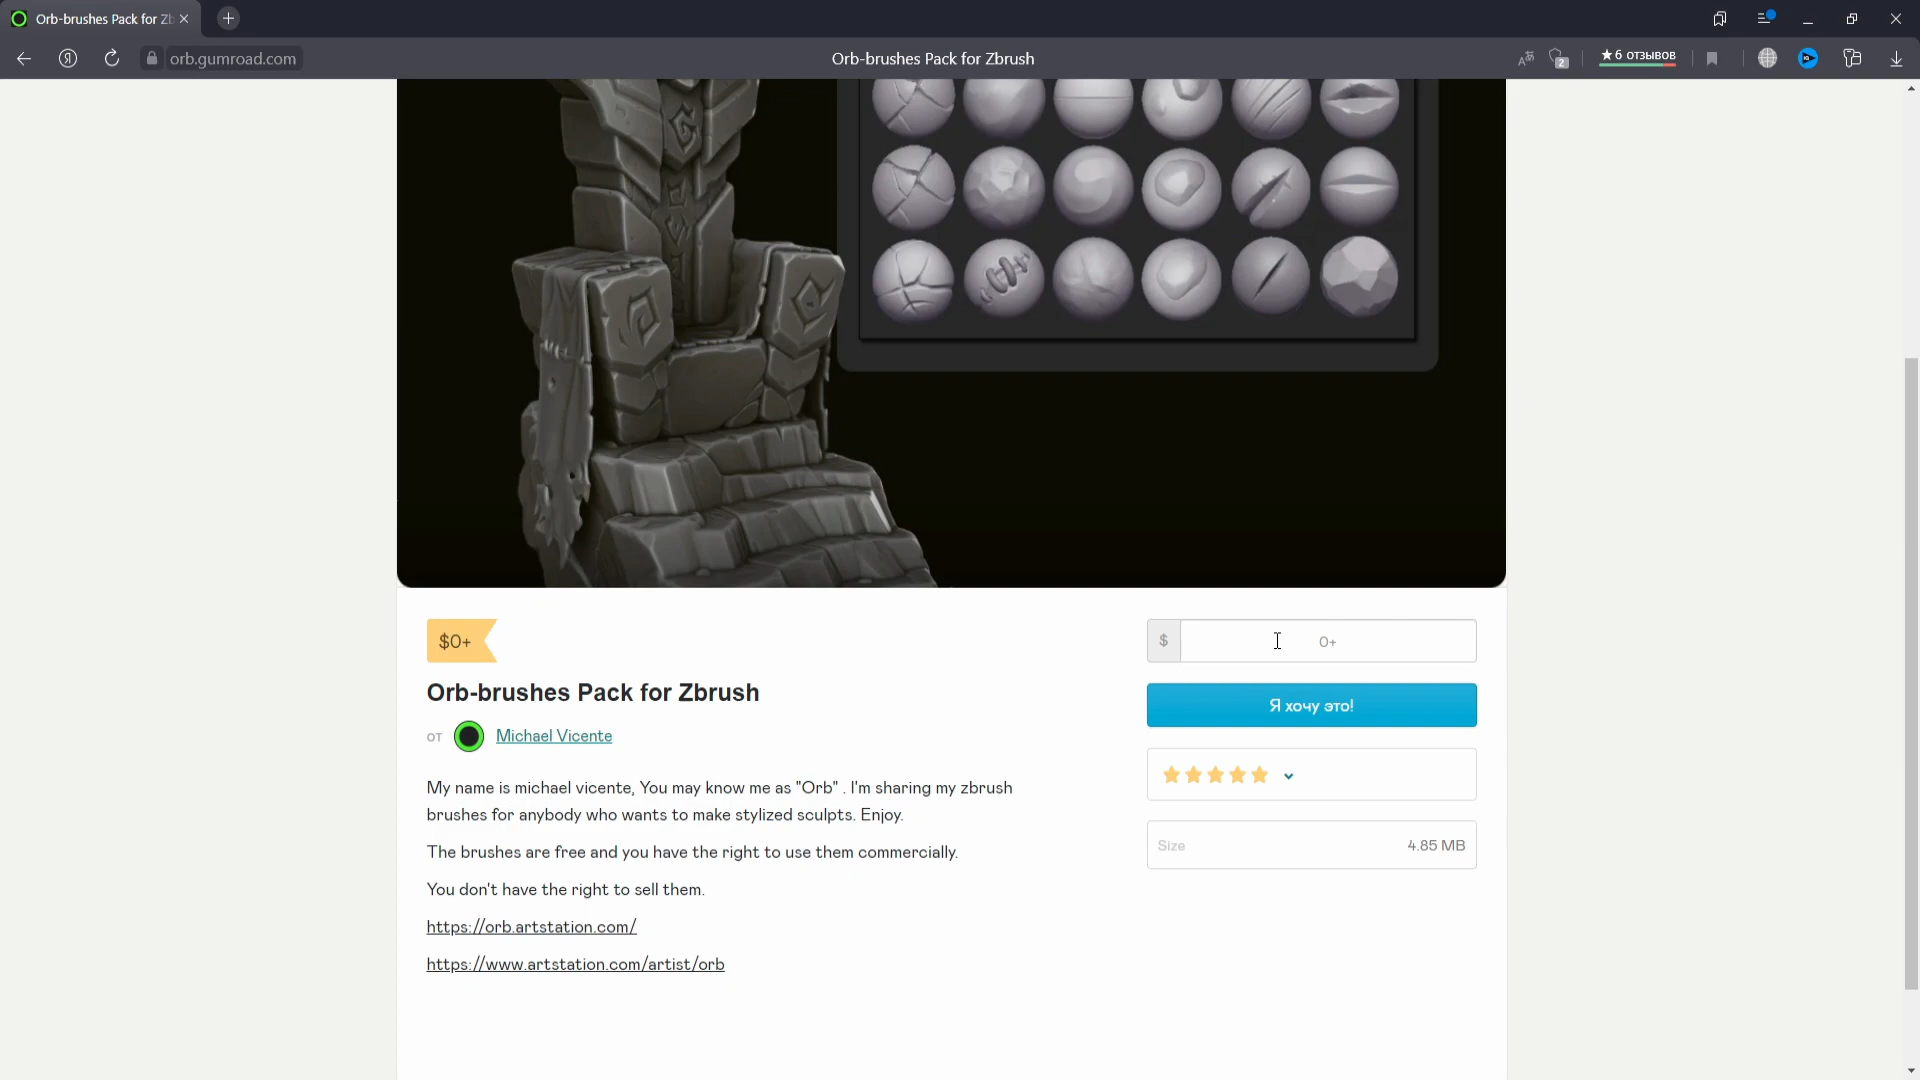 Orb-brushes Pack for Zb
orb.gumroad.com
Orb-brushes Pack for Zbrush
2
★6 отзывов
$0+
$
0+
Orb-brushes Pack for Zbrush
Я хочу это!
от
Michael Vicente
My name is michael vicente, You may know me as "Orb" . I'm sharing my zbrush
brushes for anybody who wants to make stylized sculpts. Enjoy.
Size
4.85 MB
The brushes are free and you have the right to use them commercially.
You don't have the right to sell them.
https://orb.artstation.com/
https://www.artstation.com/artist/orb